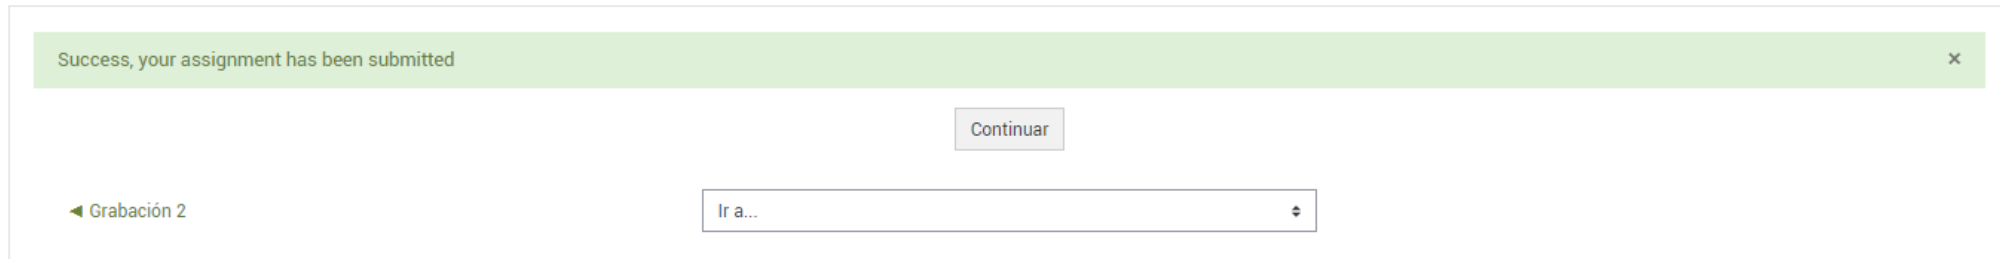 Success, your assignment has been submitted ×
Continuar
◄ Grabación 2
Ir a...